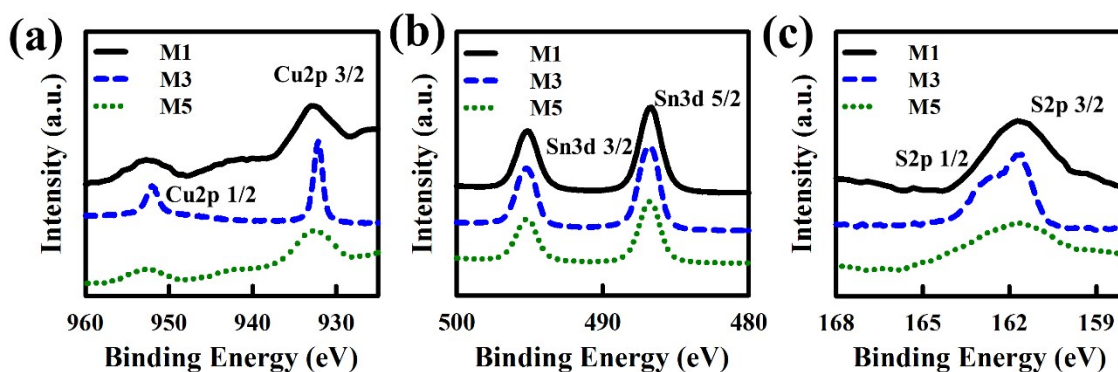 (a)
M1
M3
M5
Cu2p 3/2
Cu2p 1/2
Intensity (a.u.)
960 950 940 930
Binding Energy (eV)
(b)
M1
M3
M5
Sn3d 5/2
Sn3d 3/2
Intensity (a.u.)
500 490 480
Binding Energy (eV)
(c)
M1
M3
M5
S2p 3/2
S2p 1/2
Intensity (a.u.)
168 165 162 159
Binding Energy (eV)